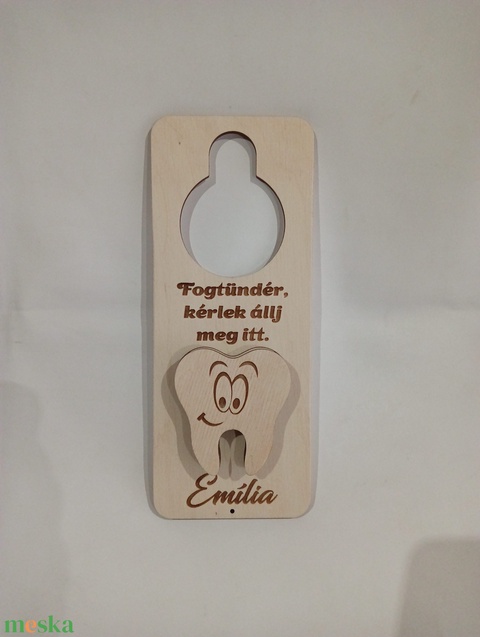 Fogtündér,
kérlek állj
meg itt.
Emília
meska